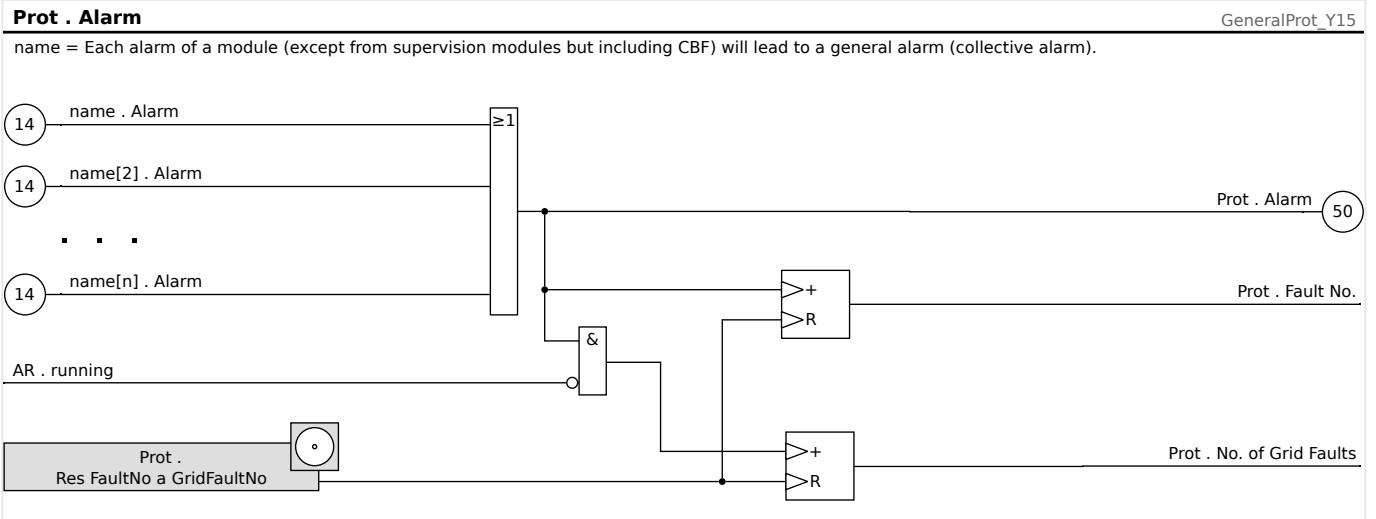 Prot . Alarm
GeneralProt_Y15
name = Each alarm of a module (except from supervision modules but including CBF) will lead to a general alarm (collective alarm).
14
name . Alarm
≥1
14
name[2] . Alarm
Prot . Alarm
50
. . .
14
name[n] . Alarm
+
Prot . Fault No.
R
&
AR . running
Prot .
Res FaultNo a GridFaultNo
+
Prot . No. of Grid Faults
R